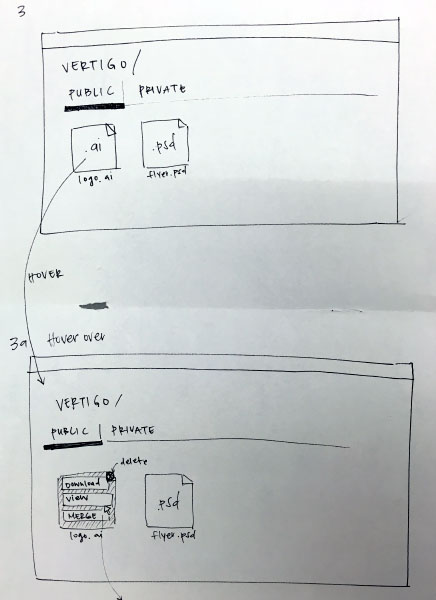 3
VERTIGO/
PUBLIC | PRIVATE
.ai .psd
logo.ai flyer.psd
HOVER
3a Hover over
VERTIGO/
PUBLIC | PRIVATE
delete
DOWNLOAD
VIEW
MERGE
.psd
logo.ai flyer.psd